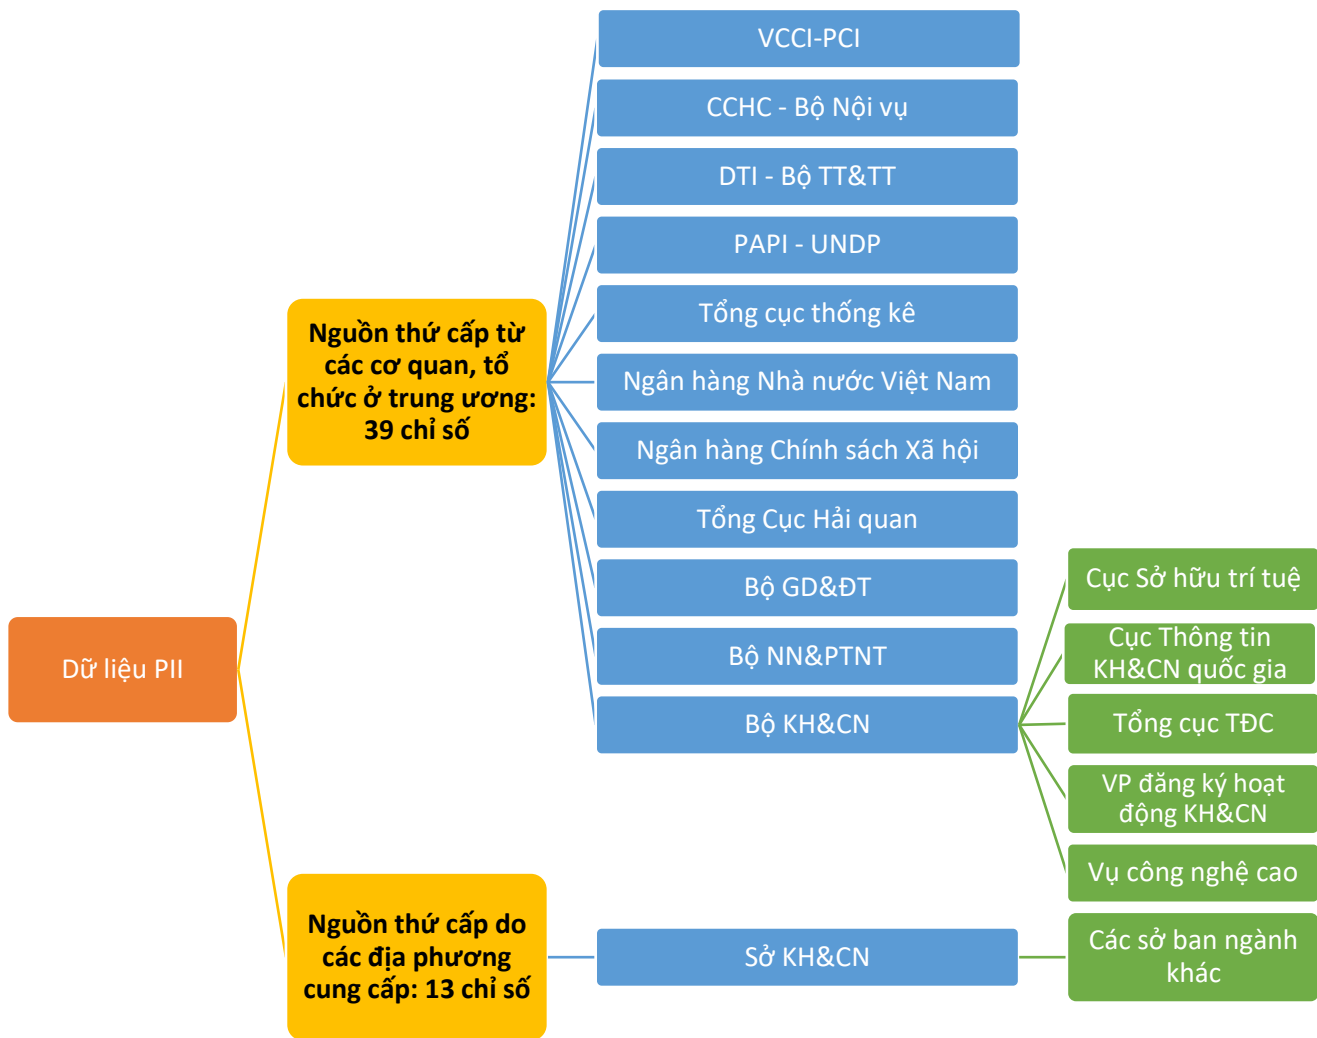 Dữ liệu PII
Nguồn thứ cấp từ
các cơ quan, tổ
chức ở trung ương:
39 chỉ số
VCCI-PCI
CCHC - Bộ Nội vụ
DTI - Bộ TT&TT
PAPI - UNDP
Tổng cục thống kê
Ngân hàng Nhà nước Việt Nam
Ngân hàng Chính sách Xã hội
Tổng Cục Hải quan
Bộ GD&ĐT
Bộ NN&PTNT
Bộ KH&CN
Cục Sở hữu trí tuệ
Cục Thông tin
KH&CN quốc gia
Tổng cục TĐC
VP đăng ký hoạt
động KH&CN
Vụ công nghệ cao
Nguồn thứ cấp do
các địa phương
cung cấp: 13 chỉ số
Sở KH&CN
Các sở ban ngành
khác